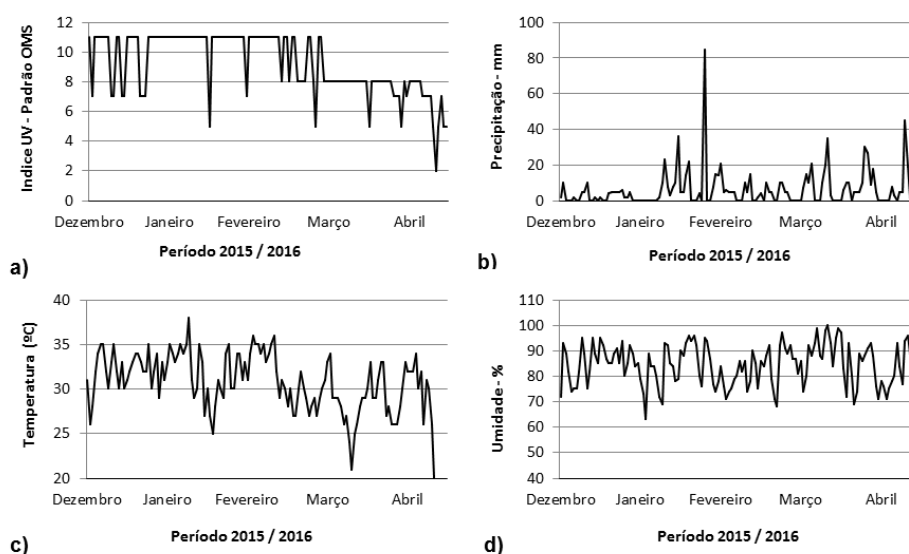 Indice UV - Padrão OMS
12
10
8
6
4
2
0
Dezembro Janeiro Fevereiro Março Abril
Período 2015 / 2016
a)
Precipitação - mm
100
80
60
40
20
0
Dezembro Janeiro Fevereiro Março Abril
Período 2015 / 2016
b)
Temperatura (ºC)
40
35
30
25
20
Dezembro Janeiro Fevereiro Março Abril
Período 2015 / 2016
c)
Umidade - %
110
100
90
80
70
60
50
40
Dezembro Janeiro Fevereiro Março Abril
Período 2015 / 2016
d)